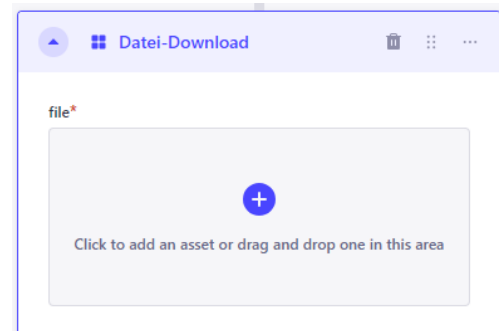 Datei-Download
file*
Click to add an asset or drag and drop one in this area